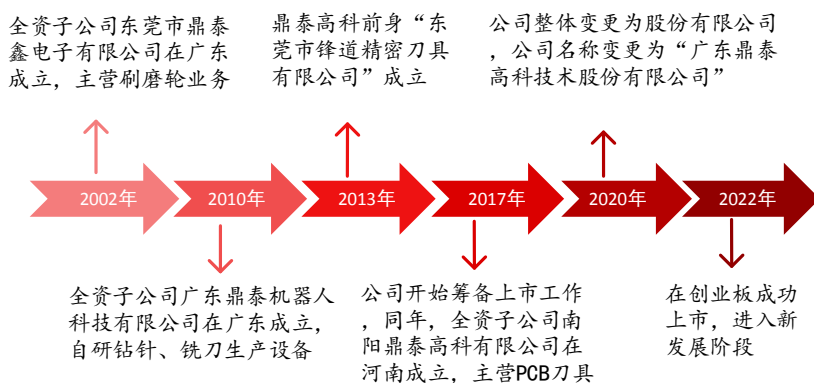 全资子公司东莞市鼎泰
鑫电子有限公司在广东
成立，主营刷磨轮业务
鼎泰高科前身“东
莞市锋道精密刀具
有限公司”成立
公司整体变更为股份有限公司
，公司名称变更为“广东鼎泰
高科技术股份有限公司”
2002年
2010年
2013年
2017年
2020年
2022年
全资子公司广东鼎泰机器人
科技有限公司在广东成立，
自研钻针、铣刀生产设备
公司开始筹备上市工作
，同年，全资子公司南
阳鼎泰高科有限公司在
河南成立，主营PCB刀具
在创业板成功
上市，进入新
发展阶段